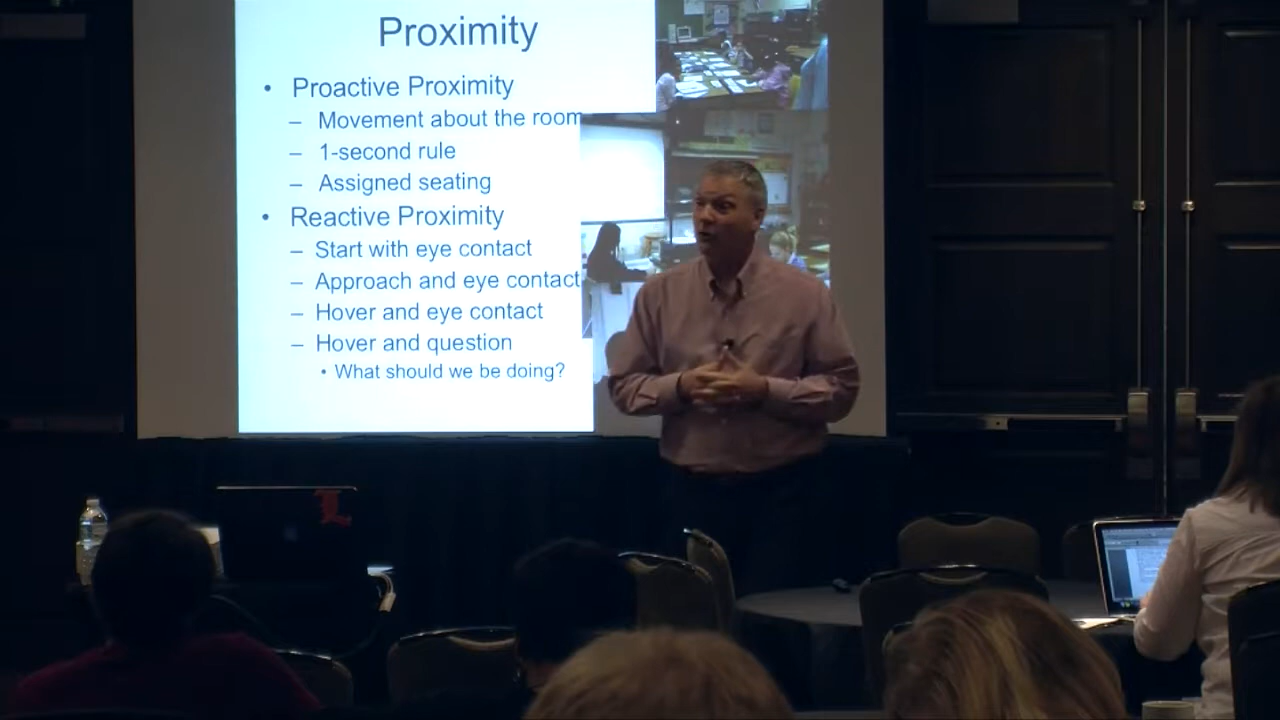 Proximity
• Proactive Proximity
– Movement about the room
– 1-second rule
– Assigned seating
• Reactive Proximity
– Start with eye contact
– Approach and eye contact
– Hover and eye contact
– Hover and question
• What should we be doing?
L